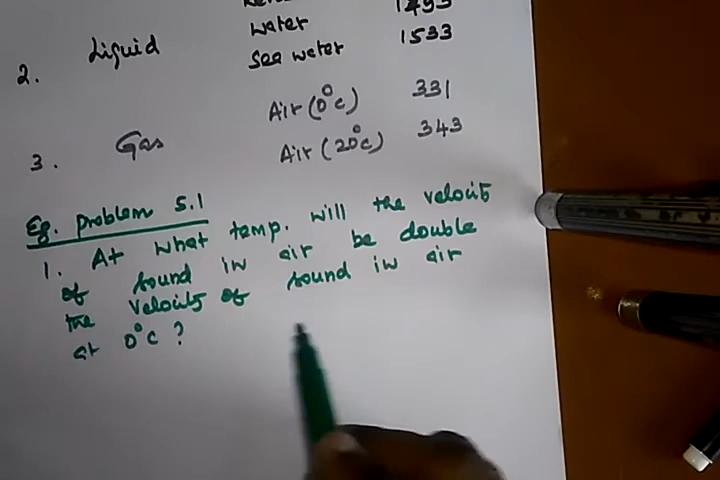 1493
water
1533
2. Liquid
sea water
Air (0°c) 331
3. Gas
Air (20°c) 343
Eg. problem 5.1
1. At what temp. will the velocity
of sound in air be double
the velocity of sound in air
at 0°c ?